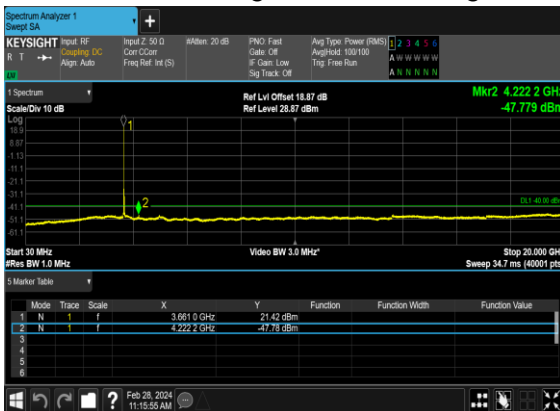 Spectrum Analyzer 1
Swept SA
KEYSIGHT Input: RF Input Z: 50 Ω #Atten: 20 dB PNO: Fast Avg Type: Power (RMS) 1 2 3 4 5 6
R T Coupling: DC Corr CCorr Gate: Off Avg|Hold: 100/100 A W W W W W
Align: Auto Freq Ref: Int (S) IF Gain: Low Trig: Free Run
LV Sig Track: Off A N N N N N
1 Spectrum Ref Lvl Offset 18.87 dB Mkr2 4.222 2 GHz
Scale/Div 10 dB Ref Level 28.87 dBm -47.779 dBm
Log
1
18.9
8.87
-1.13
-11.1
-21.1
-31.1
2
DL1 -40.00 dBm
-41.1
-51.1
-61.1
Start 30 MHz Video BW 3.0 MHz* Stop 20.000 GH
#Res BW 1.0 MHz Sweep 34.7 ms (40001 pts
5 Marker Table
Mode Trace Scale X Y Function Function Width Function Value
1 N 1 f 3.661 0 GHz 21.42 dBm
2 N 1 f 4.222 2 GHz -47.78 dBm
3
4
5
6
Feb 28, 2024
11:15:55 AM